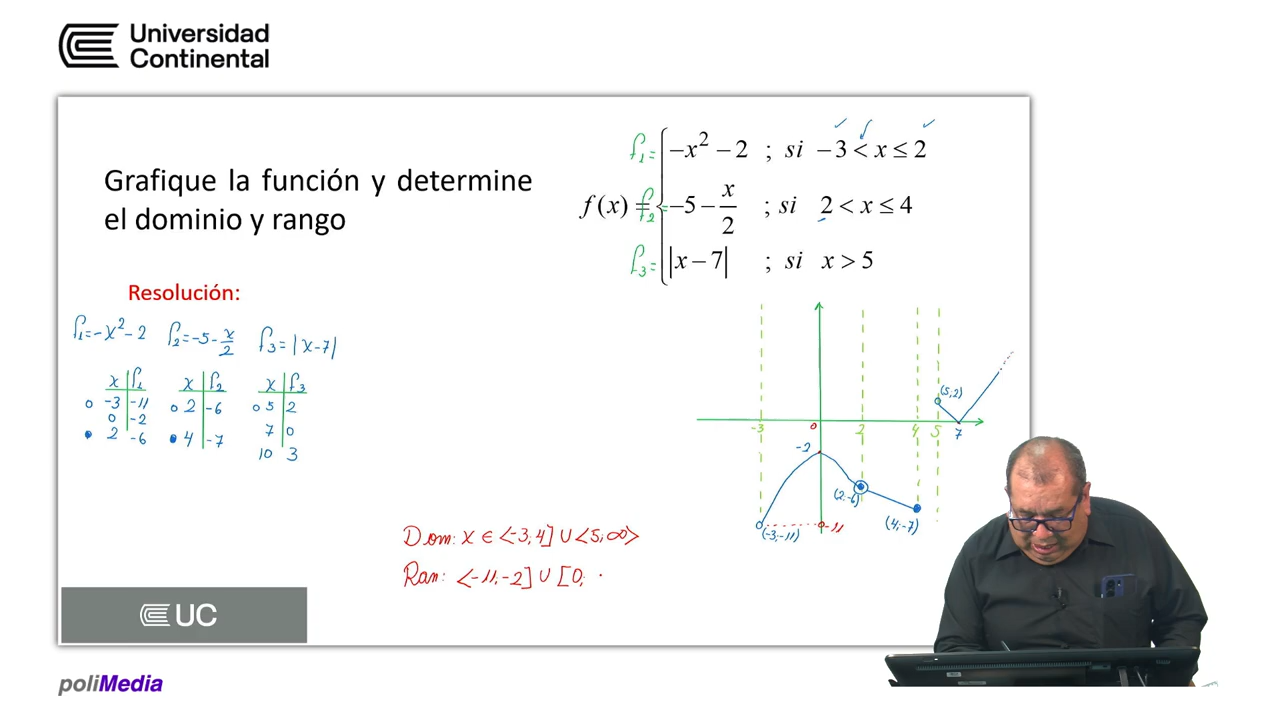 Universidad
Continental
Grafique la función y determine
el dominio y rango
f(x) =
f₁= -x² - 2 ; si -3 < x ≤ 2
f₂= -5 - x/2 ; si 2 < x ≤ 4
f₃= |x - 7| ; si x > 5
Resolución:
f₁=-x²-2 f₂=-5-x/2 f₃=|x-7|
x f₁ x f₂ x f₃
-3 -11 2 -6 5 2
0 -2 7 0
2 -6 4 -7 10 3
(5,2)
-3 0 2 4 5 7
-2
(2,-6)
(-3,-11) -11 (4,-7)
Dom: x ∈ <-3,4] ∪ <5,∞>
Ran: <-11,-2] ∪ [0,
UC
poliMedia